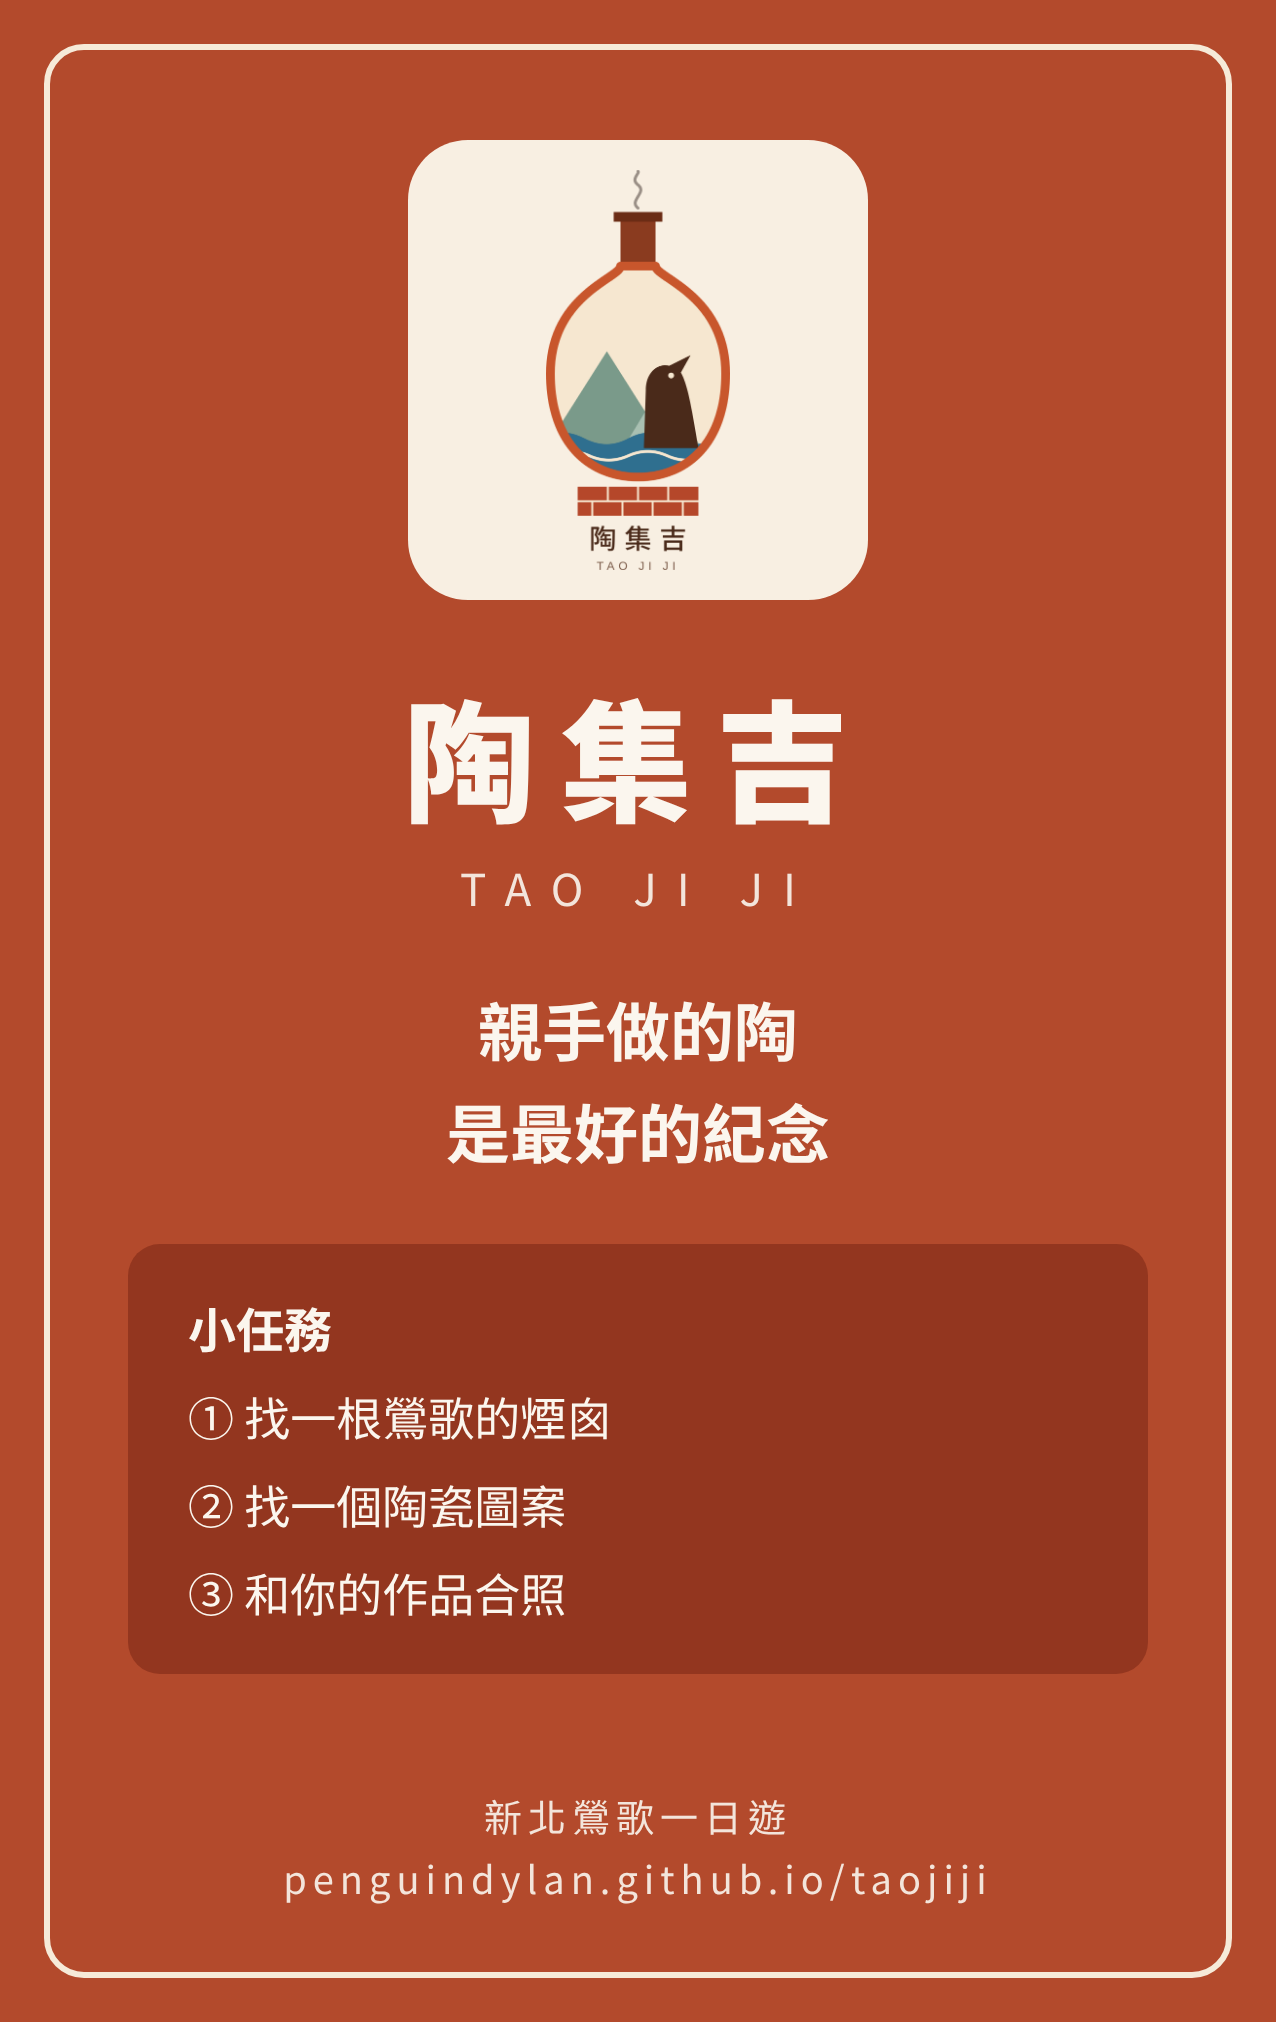 陶集吉
TAO JI JI
陶集吉
TAO JI JI
親手做的陶
是最好的紀念
小任務
① 找一根鶯歌的煙囪
② 找一個陶瓷圖案
③ 和你的作品合照
新北鶯歌一日遊
penguindylan.github.io/taojiji